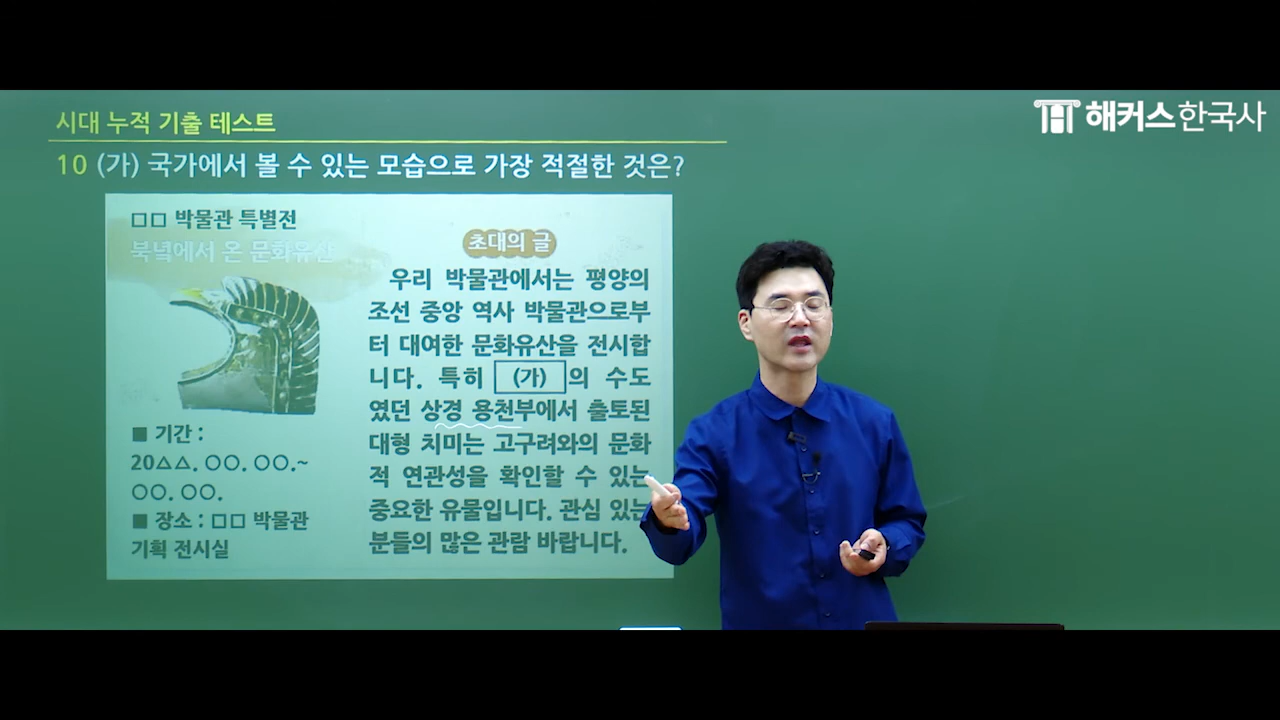 해커스한국사
시대 누적 기출 테스트
10 (가) 국가에서 볼 수 있는 모습으로 가장 적절한 것은?
□□ 박물관 특별전
북녘에서 온 문화유산
■ 기간 :
20△△. ○○. ○○.~
○○. ○○.
■ 장소 : □□ 박물관
기획 전시실
초대의 글
우리 박물관에서는 평양의
조선 중앙 역사 박물관으로부
터 대여한 문화유산을 전시합
니다. 특히 (가) 의 수도
였던 상경 용천부에서 출토된
대형 치미는 고구려와의 문화
적 연관성을 확인할 수 있는
중요한 유물입니다. 관심 있는
분들의 많은 관람 바랍니다.